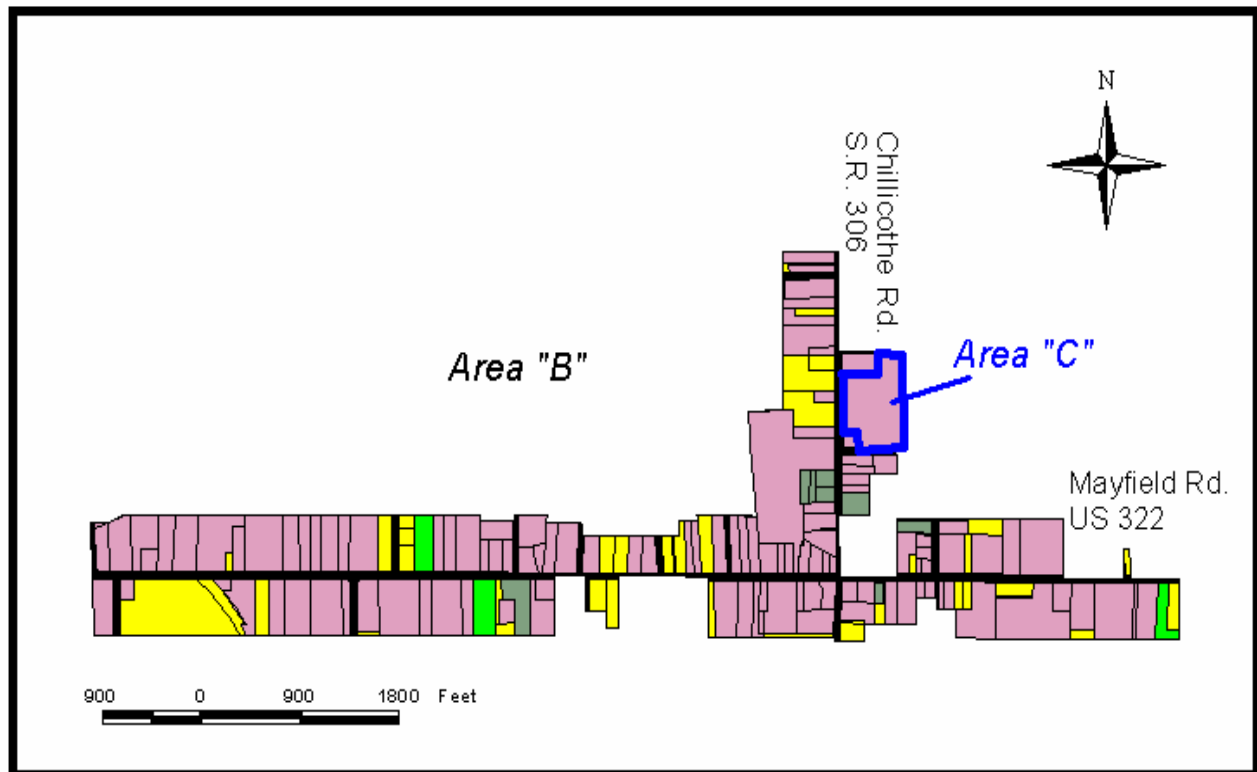 N
Chillicothe Rd.
S.R. 306
Area "B"
Area "C"
Mayfield Rd.
US 322
900 0 900 1800 Feet